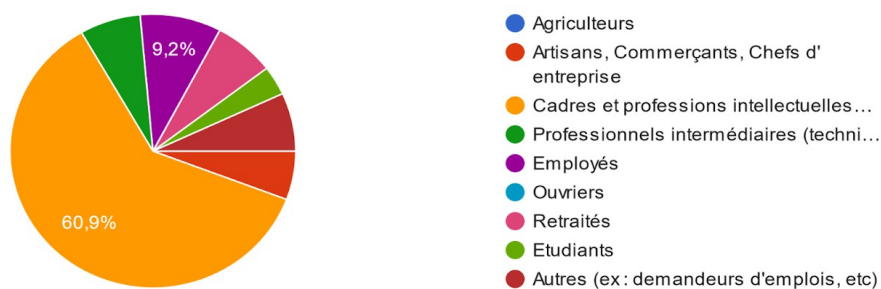 9,2%
60,9%
Agriculteurs
Artisans, Commerçants, Chefs d'
entreprise
Cadres et professions intellectuelles…
Professionnels intermédiaires (techni…
Employés
Ouvriers
Retraités
Etudiants
Autres (ex : demandeurs d'emplois, etc)